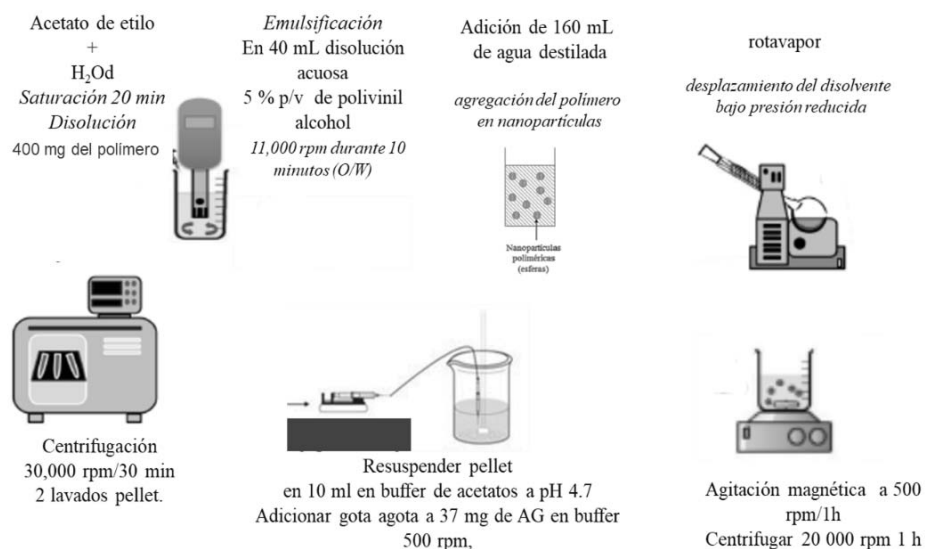 Acetato de etilo
+
H₂Od
Saturación 20 min
Disolución
400 mg del polímero
Emulsificación
En 40 mL disolución
acuosa
5 % p/v de polivinil
alcohol
11,000 rpm durante 10
minutos (O/W)
Adición de 160 mL
de agua destilada
agregación del polímero
en nanopartículas
Nanopartículas
poliméricas
(esferas)
rotavapor
desplazamiento del disolvente
bajo presión reducida
Centrifugación
30,000 rpm/30 min
2 lavados pellet.
Resuspender pellet
en 10 ml en buffer de acetatos a pH 4.7
Adicionar gota agota a 37 mg de AG en buffer
500 rpm,
Agitación magnética a 500
rpm/1h
Centrifugar 20 000 rpm 1 h